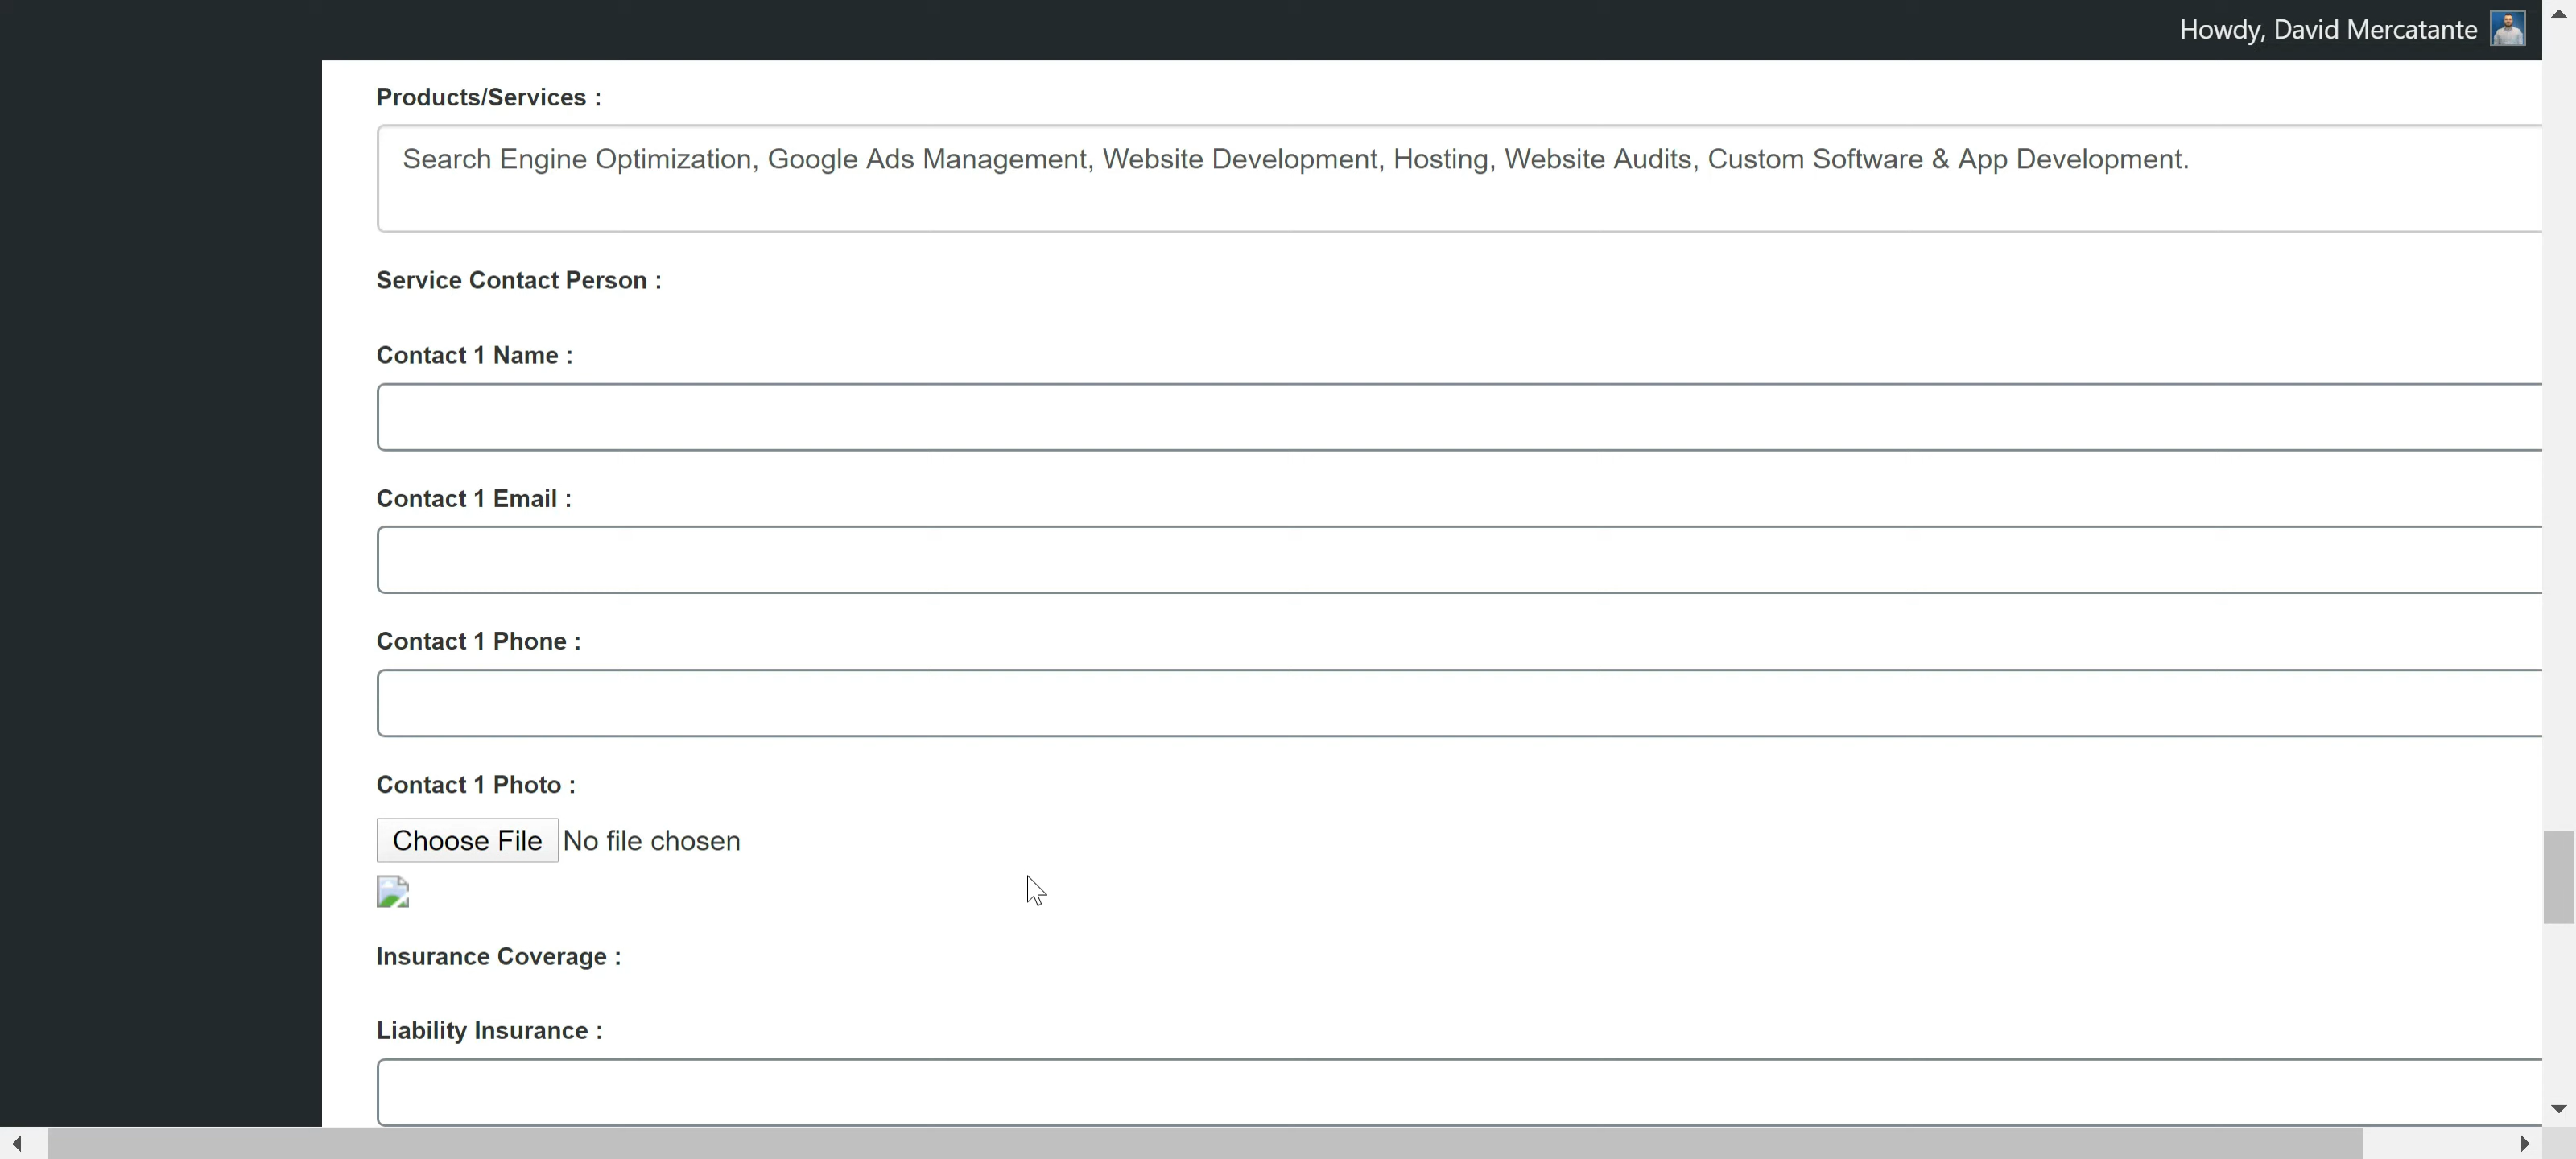 Howdy, David Mercatante
Products/Services :
Search Engine Optimization, Google Ads Management, Website Development, Hosting, Website Audits, Custom Software & App Development.
Service Contact Person :
Contact 1 Name :
Contact 1 Email :
Contact 1 Phone :
Contact 1 Photo :
Choose File No file chosen
Insurance Coverage :
Liability Insurance :